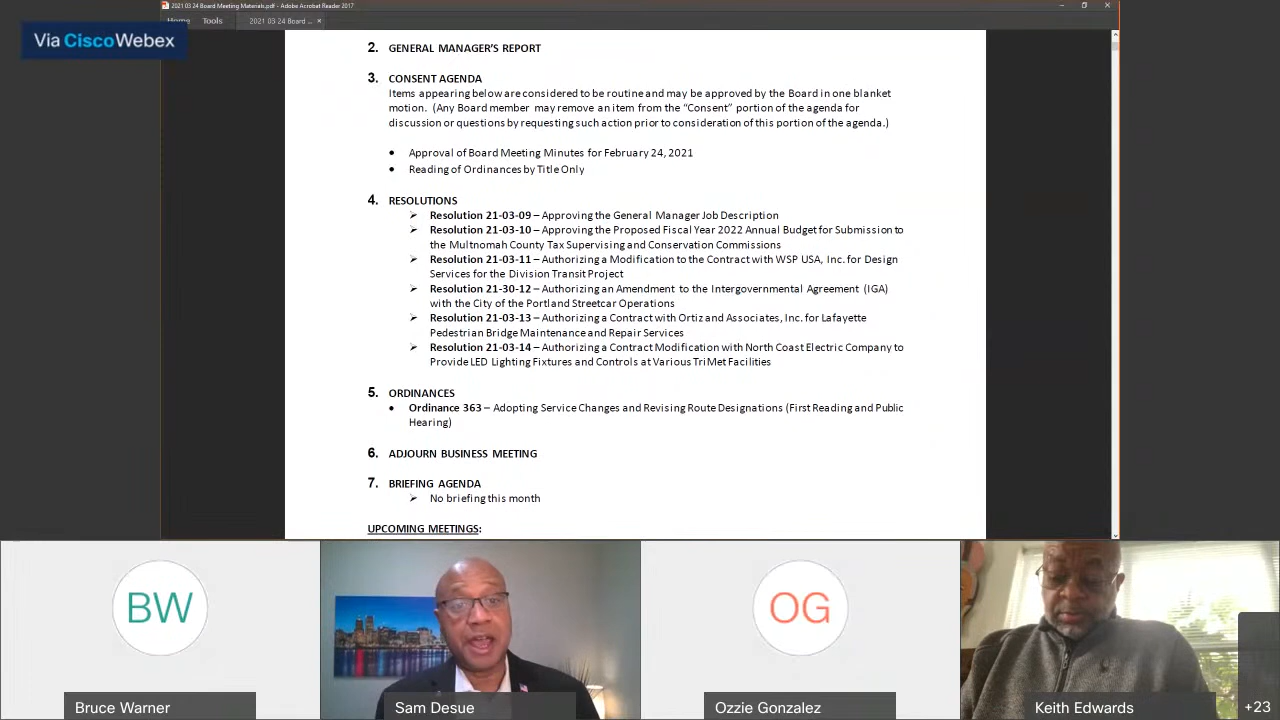 2021 03 24 Board Meeting Materials.pdf - Adobe Acrobat Reader 2017
Home Tools 2021 03 24 Board ... ×
Via CiscoWebex
2. GENERAL MANAGER'S REPORT
3. CONSENT AGENDA
Items appearing below are considered to be routine and may be approved by the Board in one blanket
motion. (Any Board member may remove an item from the "Consent" portion of the agenda for
discussion or questions by requesting such action prior to consideration of this portion of the agenda.)
• Approval of Board Meeting Minutes for February 24, 2021
• Reading of Ordinances by Title Only
4. RESOLUTIONS
➢ Resolution 21-03-09 – Approving the General Manager Job Description
➢ Resolution 21-03-10 – Approving the Proposed Fiscal Year 2022 Annual Budget for Submission to
the Multnomah County Tax Supervising and Conservation Commissions
➢ Resolution 21-03-11 – Authorizing a Modification to the Contract with WSP USA, Inc. for Design
Services for the Division Transit Project
➢ Resolution 21-30-12 – Authorizing an Amendment to the Intergovernmental Agreement (IGA)
with the City of the Portland Streetcar Operations
➢ Resolution 21-03-13 – Authorizing a Contract with Ortiz and Associates, Inc. for Lafayette
Pedestrian Bridge Maintenance and Repair Services
➢ Resolution 21-03-14 – Authorizing a Contract Modification with North Coast Electric Company to
Provide LED Lighting Fixtures and Controls at Various TriMet Facilities
5. ORDINANCES
• Ordinance 363 – Adopting Service Changes and Revising Route Designations (First Reading and Public
Hearing)
6. ADJOURN BUSINESS MEETING
7. BRIEFING AGENDA
➢ No briefing this month
UPCOMING MEETINGS:
BW
OG
Bruce Warner
Sam Desue
Ozzie Gonzalez
Keith Edwards
+23